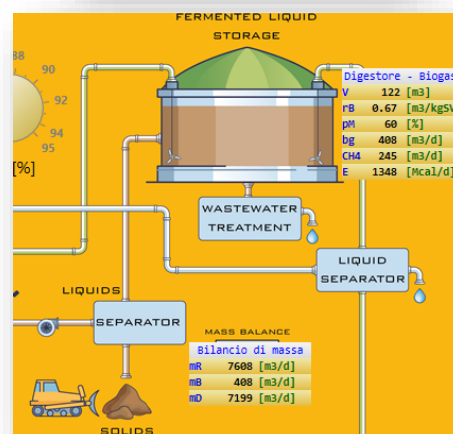 FERMENTED LIQUID
STORAGE
88
90
92
94
95
[%]
Digestore - Biogas
V 122 [m3]
rB 0.67 [m3/kgSV
pM 60 [%]
bg 408 [m3/d]
CH4 245 [m3/d]
E 1348 [Mcal/d]
WASTEWATER
TREATMENT
LIQUID
SEPARATOR
LIQUIDS
SEPARATOR
MASS BALANCE
Bilancio di massa
mR 7608 [m3/d]
mB 408 [m3/d]
mD 7199 [m3/d]
SOLIDS